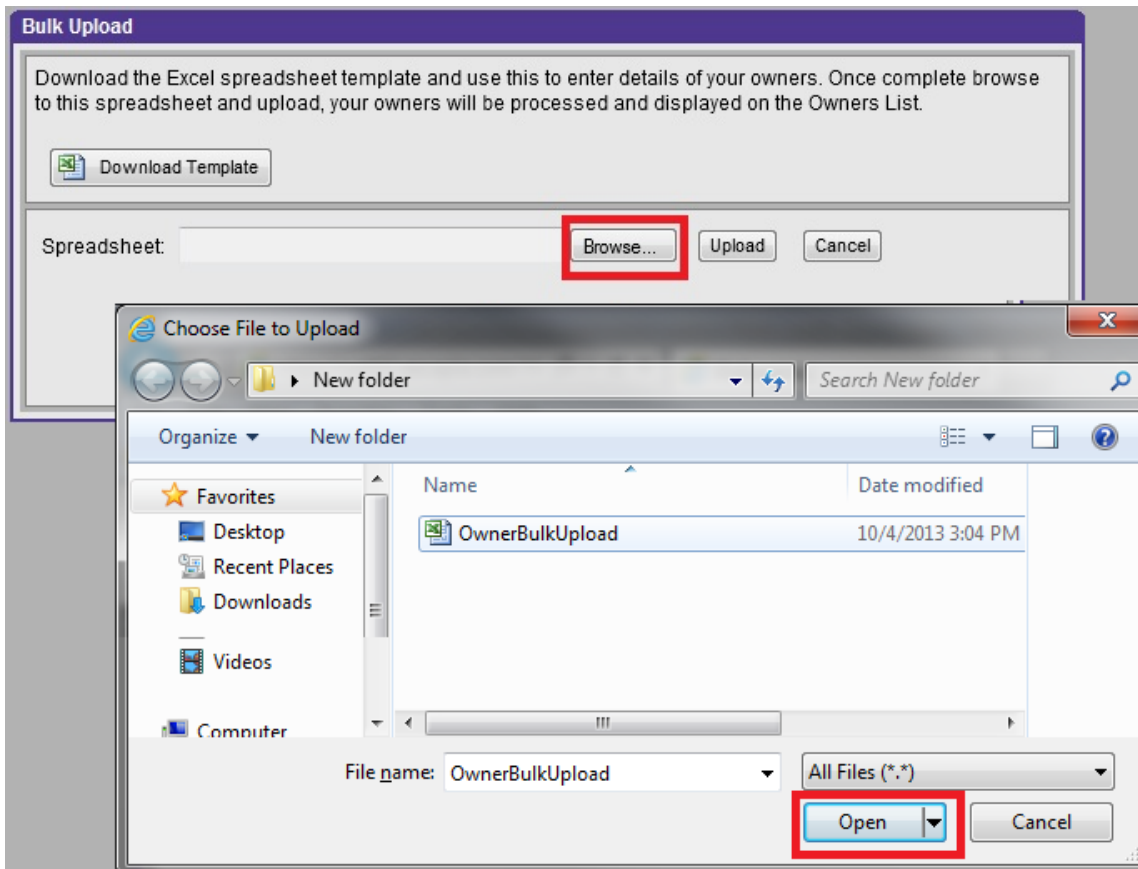 Bulk Upload
Download the Excel spreadsheet template and use this to enter details of your owners. Once complete browse
to this spreadsheet and upload, your owners will be processed and displayed on the Owners List.
Download Template
Spreadsheet: Browse... Upload Cancel
Choose File to Upload
New folder Search New folder
Organize New folder
Favorites Name Date modified
Desktop OwnerBulkUpload 10/4/2013 3:04 PM
Recent Places
Downloads
Videos
Computer
File name: OwnerBulkUpload All Files (*.*)
Open Cancel